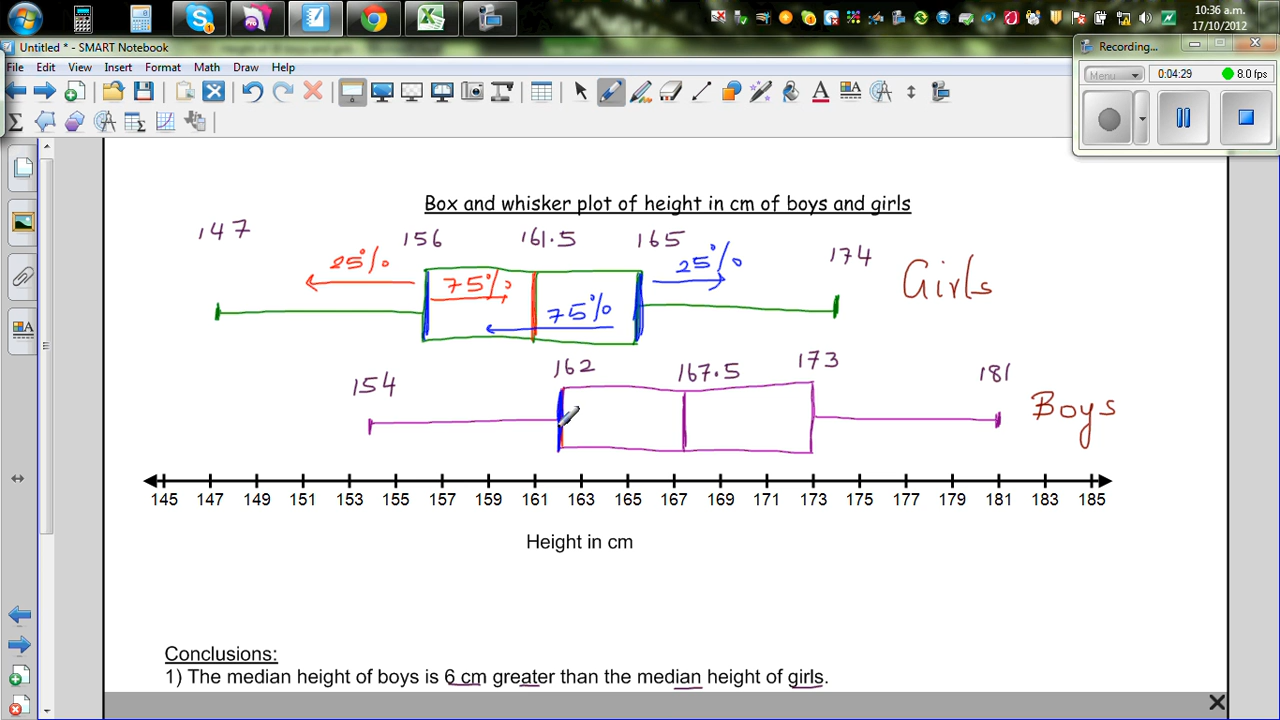 10:36 a.m.
17/10/2012
Untitled * - SMART Notebook
Recording...
File Edit View Insert Format Math Draw Help
Menu 0:04:29 8.0 fps
Box and whisker plot of height in cm of boys and girls
147 156 161.5 165 174
25% 75% 75% 25% Girls
154 162 167.5 173 181 Boys
145 147 149 151 153 155 157 159 161 163 165 167 169 171 173 175 177 179 181 183 185
Height in cm
Conclusions:
1) The median height of boys is 6 cm greater than the median height of girls.